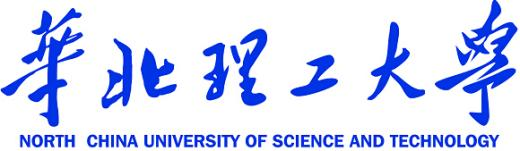 華北理工大學
NORTH CHINA UNIVERSITY OF SCIENCE AND TECHNOLOGY